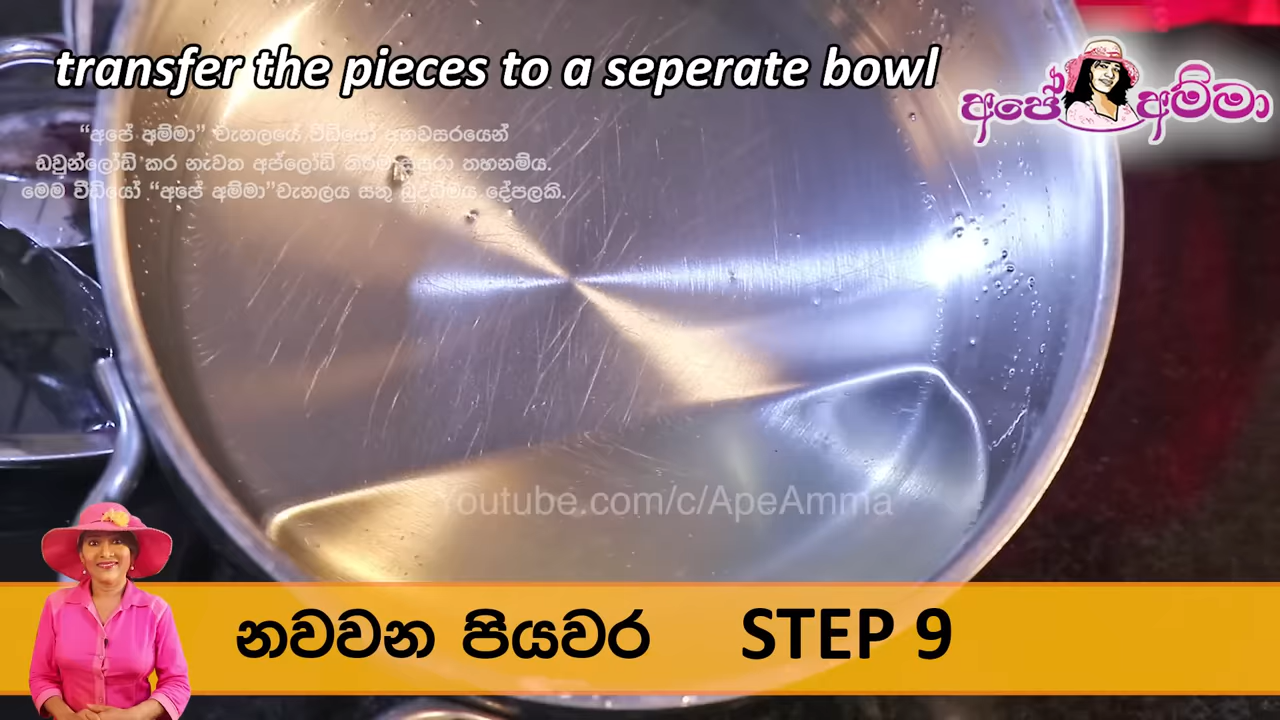 transfer the pieces to a seperate bowl
අපේ අම්මා
“අපේ අම්මා” චැනලයේ වීඩියෝ අනවසරයෙන්
ඩවුන්ලෝඩ් කර නැවත අප්ලෝඩ් කිරීම සපුරා තහනම්ය.
මෙම වීඩියෝ “අපේ අම්මා”චැනලය සතු බුද්ධිමය දේපලකි.
Youtube.com/c/ApeAmma
නවවන පියවර STEP 9